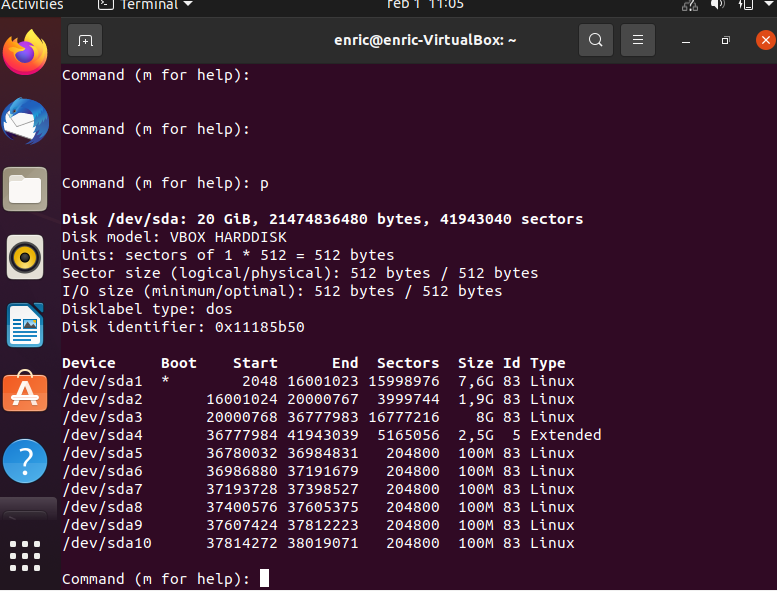 Activities Terminal Feb 1 11:05
enric@enric-VirtualBox: ~
Command (m for help):
Command (m for help):
Command (m for help): p
Disk /dev/sda: 20 GiB, 21474836480 bytes, 41943040 sectors
Disk model: VBOX HARDDISK
Units: sectors of 1 * 512 = 512 bytes
Sector size (logical/physical): 512 bytes / 512 bytes
I/O size (minimum/optimal): 512 bytes / 512 bytes
Disklabel type: dos
Disk identifier: 0x11185b50
Device Boot Start End Sectors Size Id Type
/dev/sda1 * 2048 16001023 15998976 7,6G 83 Linux
/dev/sda2 16001024 20000767 3999744 1,9G 83 Linux
/dev/sda3 20000768 36777983 16777216 8G 83 Linux
/dev/sda4 36777984 41943039 5165056 2,5G 5 Extended
/dev/sda5 36780032 36984831 204800 100M 83 Linux
/dev/sda6 36986880 37191679 204800 100M 83 Linux
/dev/sda7 37193728 37398527 204800 100M 83 Linux
/dev/sda8 37400576 37605375 204800 100M 83 Linux
/dev/sda9 37607424 37812223 204800 100M 83 Linux
/dev/sda10 37814272 38019071 204800 100M 83 Linux
Command (m for help):